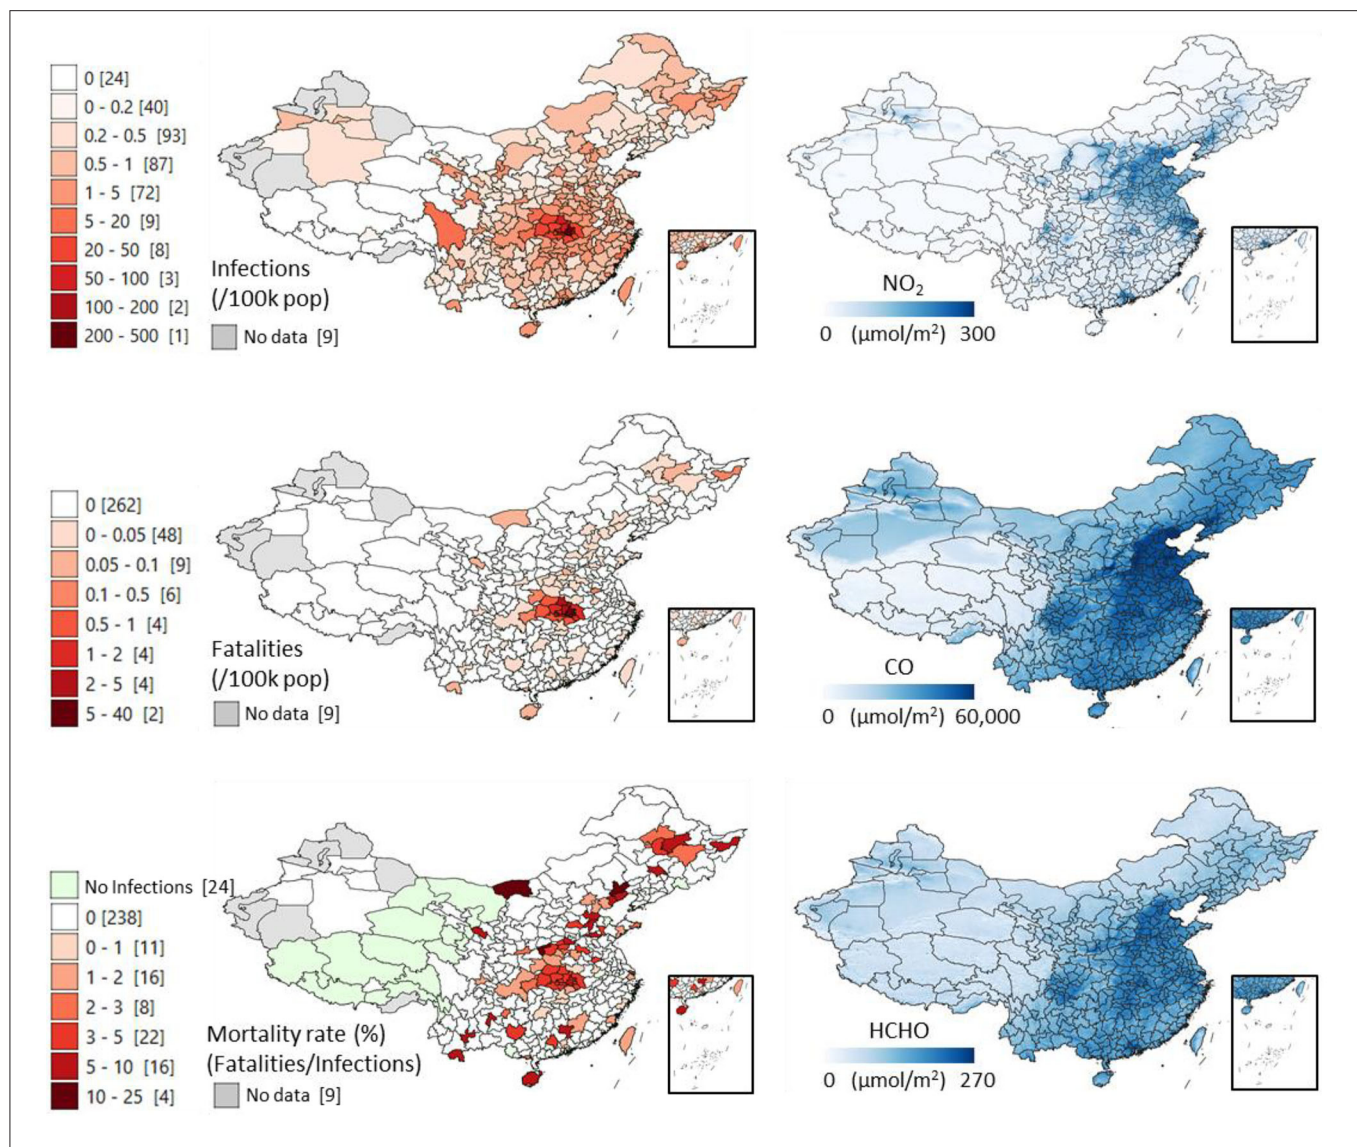 0 [24]
0 - 0.2 [40]
0.2 - 0.5 [93]
0.5 - 1 [87]
1 - 5 [72]
5 - 20 [9]
20 - 50 [8]
50 - 100 [3]
100 - 200 [2]
200 - 500 [1]
Infections
(/100k pop)
No data [9]
NO₂
0 (µmol/m²) 300
0 [262]
0 - 0.05 [48]
0.05 - 0.1 [9]
0.1 - 0.5 [6]
0.5 - 1 [4]
1 - 2 [4]
2 - 5 [4]
5 - 40 [2]
Fatalities
(/100k pop)
No data [9]
CO
0 (µmol/m²) 60,000
No Infections [24]
0 [238]
0 - 1 [11]
1 - 2 [16]
2 - 3 [8]
3 - 5 [22]
5 - 10 [16]
10 - 25 [4]
Mortality rate (%)
(Fatalities/Infections)
No data [9]
HCHO
0 (µmol/m²) 270